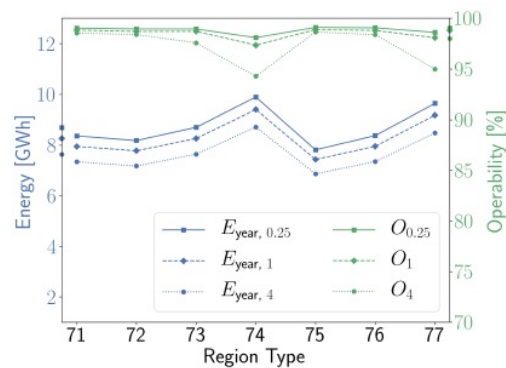 12
10
8
6
4
2
Energy [GWh]
100
95
90
85
80
75
70
Operability [%]
E_year, 0.25 O_0.25
E_year, 1 O_1
E_year, 4 O_4
71 72 73 74 75 76 77
Region Type